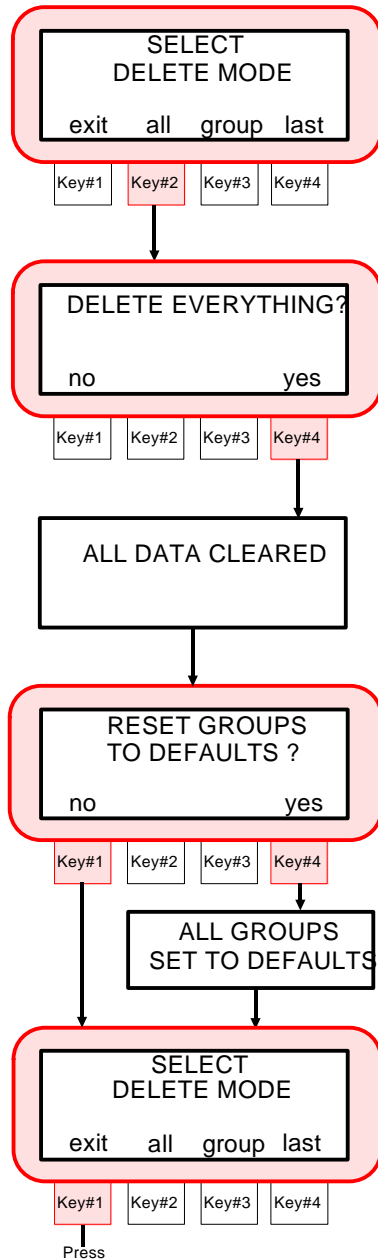 SELECT
DELETE MODE
exit all group last
Key#1 Key#2 Key#3 Key#4
DELETE EVERYTHING?
no yes
Key#1 Key#2 Key#3 Key#4
ALL DATA CLEARED
RESET GROUPS
TO DEFAULTS ?
no yes
Key#1 Key#2 Key#3 Key#4
ALL GROUPS
SET TO DEFAULTS
SELECT
DELETE MODE
exit all group last
Key#1 Key#2 Key#3 Key#4
Press